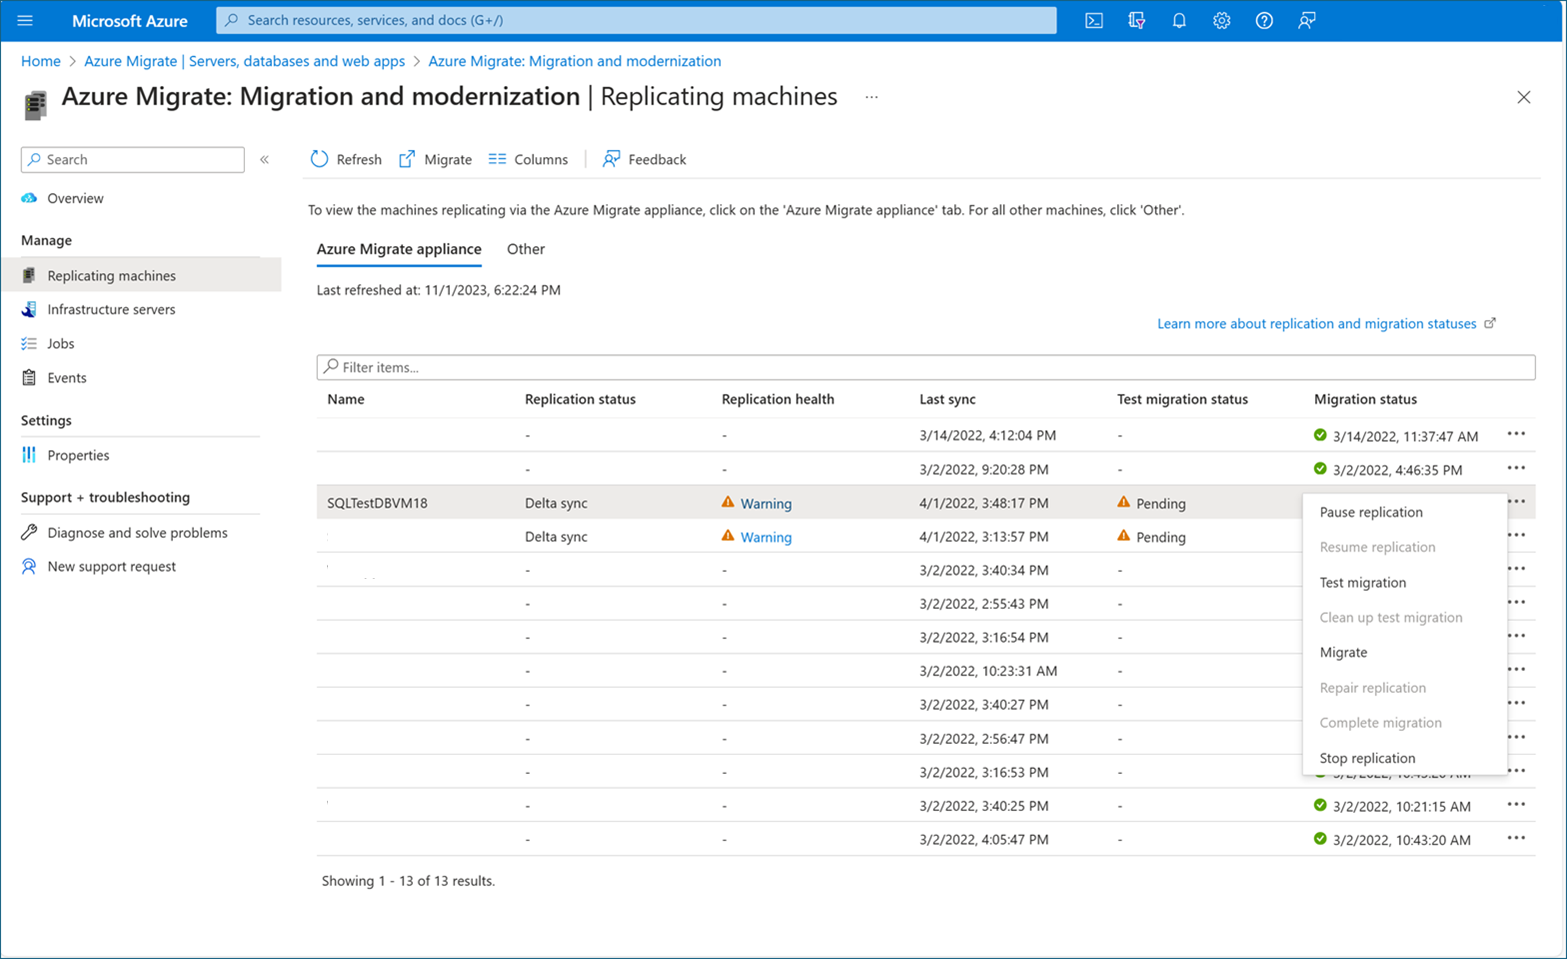 Microsoft Azure
Search resources, services, and docs (G+/)
Home > Azure Migrate | Servers, databases and web apps > Azure Migrate: Migration and modernization
Azure Migrate: Migration and modernization | Replicating machines ...
Search «
Overview
Manage
Replicating machines
Infrastructure servers
Jobs
Events
Settings
Properties
Support + troubleshooting
Diagnose and solve problems
New support request
Refresh Migrate Columns Feedback
To view the machines replicating via the Azure Migrate appliance, click on the 'Azure Migrate appliance' tab. For all other machines, click 'Other'.
Azure Migrate appliance Other
Last refreshed at: 11/1/2023, 6:22:24 PM
Learn more about replication and migration statuses
Filter items...
Name Replication status Replication health Last sync Test migration status Migration status
- - 3/14/2022, 4:12:04 PM - 3/14/2022, 11:37:47 AM
- - 3/2/2022, 9:20:28 PM - 3/2/2022, 4:46:35 PM
SQLTestDBVM18 Delta sync Warning 4/1/2022, 3:48:17 PM Pending
Delta sync Warning 4/1/2022, 3:13:57 PM Pending
- - 3/2/2022, 3:40:34 PM -
- - 3/2/2022, 2:55:43 PM -
- - 3/2/2022, 3:16:54 PM -
- - 3/2/2022, 10:23:31 AM -
- - 3/2/2022, 3:40:27 PM -
- - 3/2/2022, 2:56:47 PM -
- - 3/2/2022, 3:16:53 PM -
- - 3/2/2022, 3:40:25 PM - 3/2/2022, 10:21:15 AM
- - 3/2/2022, 4:05:47 PM - 3/2/2022, 10:43:20 AM
Pause replication
Resume replication
Test migration
Clean up test migration
Migrate
Repair replication
Complete migration
Stop replication
Showing 1 - 13 of 13 results.